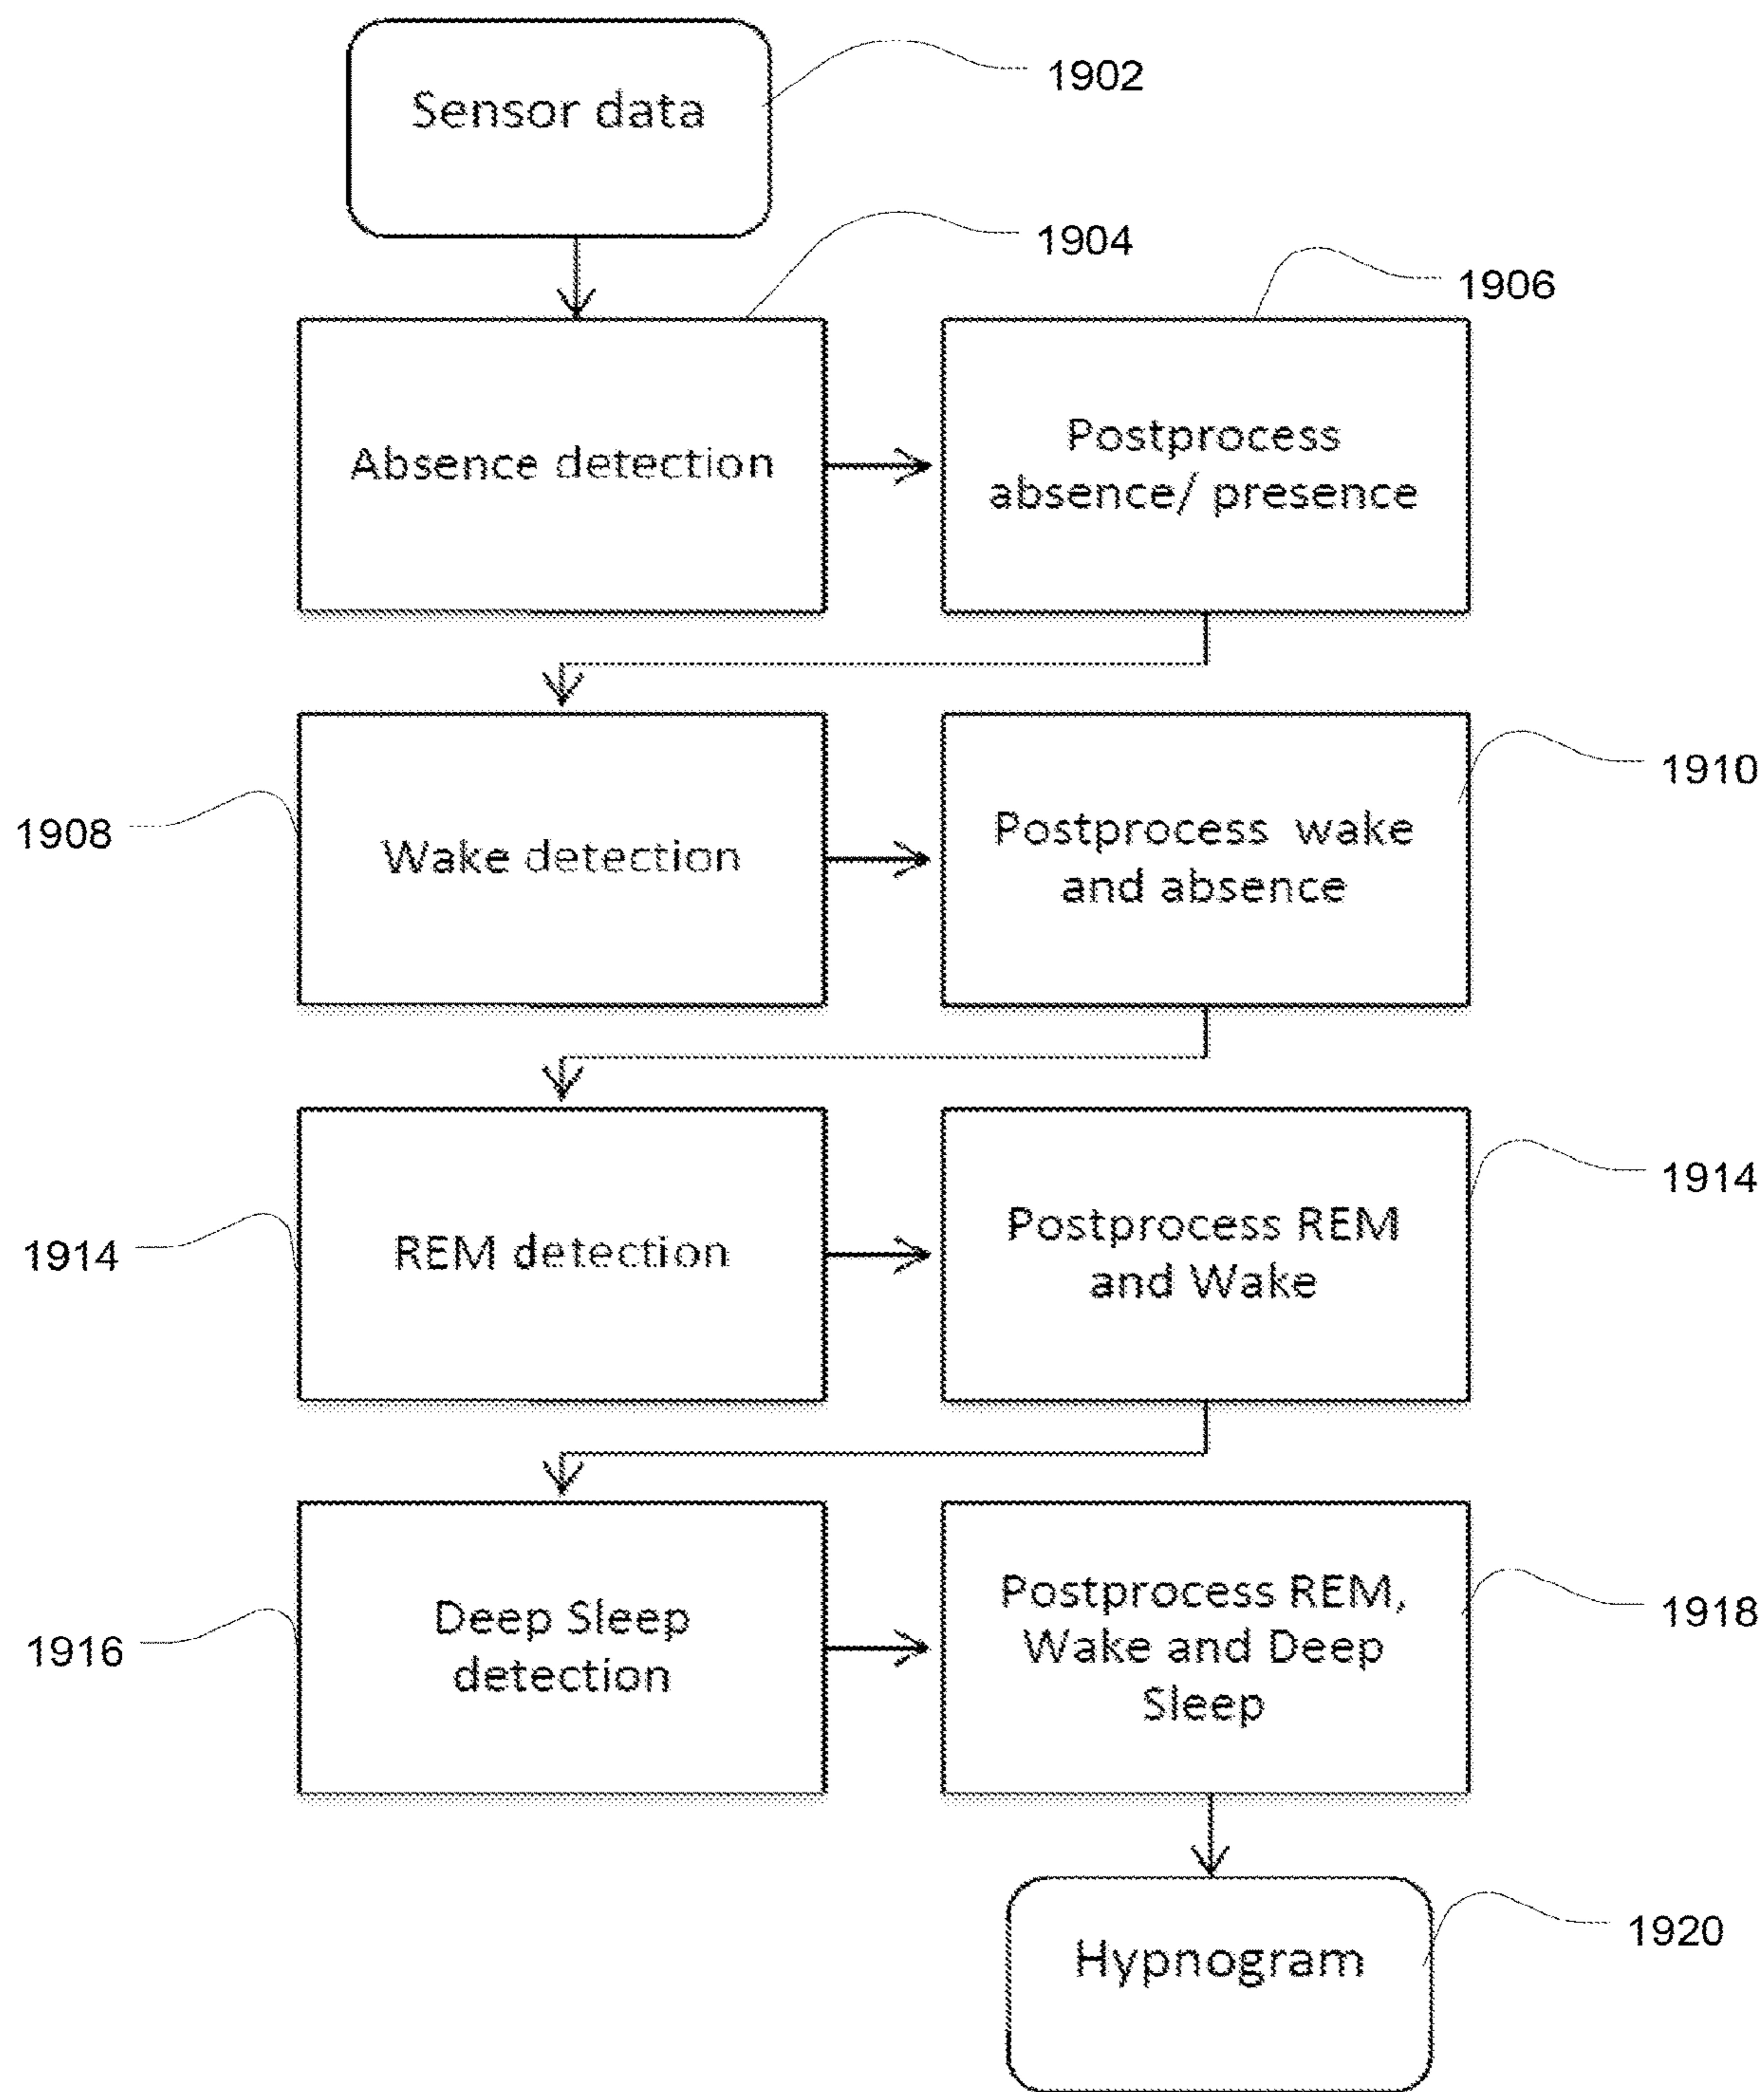 Sensor data
1902
1904
1906
Absence detection
Postprocess
absence/ presence
1908
Wake detection
Postprocess wake
and absence
1910
1914
REM detection
Postprocess REM
and Wake
1914
1916
Deep Sleep
detection
Postprocess REM,
Wake and Deep
Sleep
1918
Hypnogram
1920